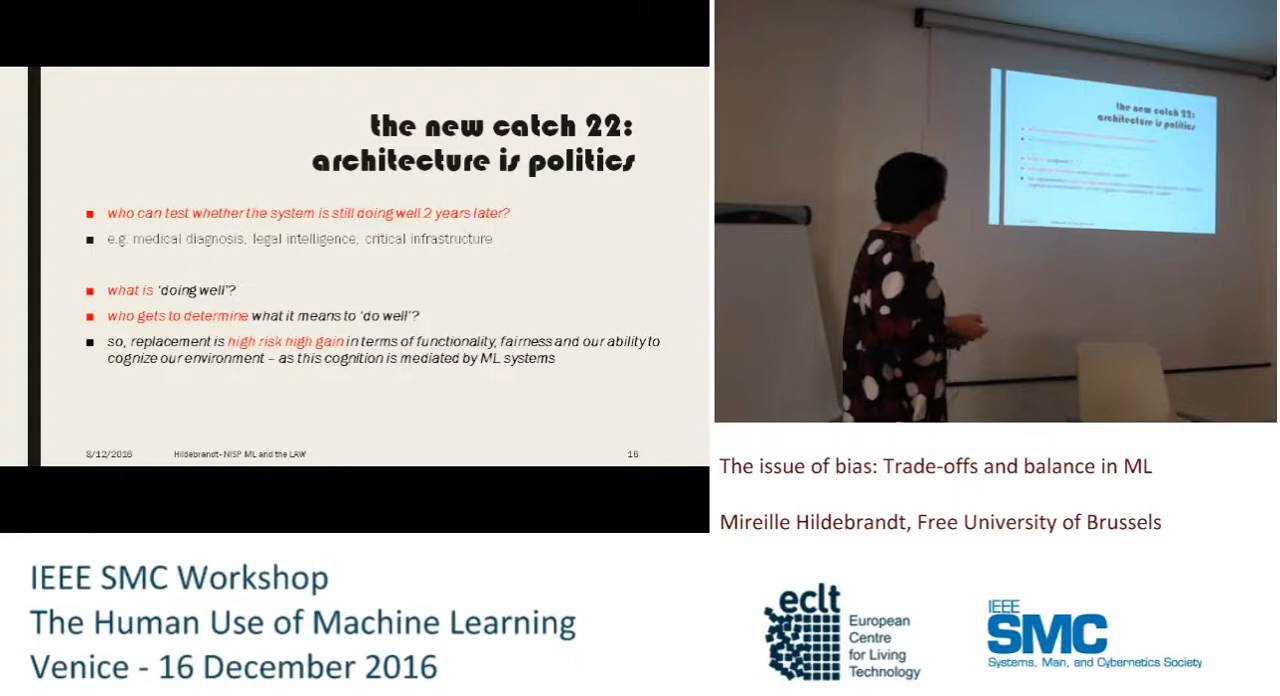 the new catch 22:
architecture is politics
who can test whether the system is still doing well 2 years later?
e.g. medical diagnosis, legal intelligence, critical infrastructure
what is 'doing well'?
who gets to determine what it means to 'do well'?
so, replacement is high risk high gain in terms of functionality, fairness and our ability to
cognize our environment – as this cognition is mediated by ML systems
8/12/2016 Hildebrandt- NISP ML and the LAW 16
the new catch 22:
architecture is politics
The issue of bias: Trade-offs and balance in ML
Mireille Hildebrandt, Free University of Brussels
IEEE SMC Workshop
The Human Use of Machine Learning
Venice - 16 December 2016
eclt
European
Centre
for Living
Technology
IEEE
SMC
Systems, Man, and Cybernetics Society